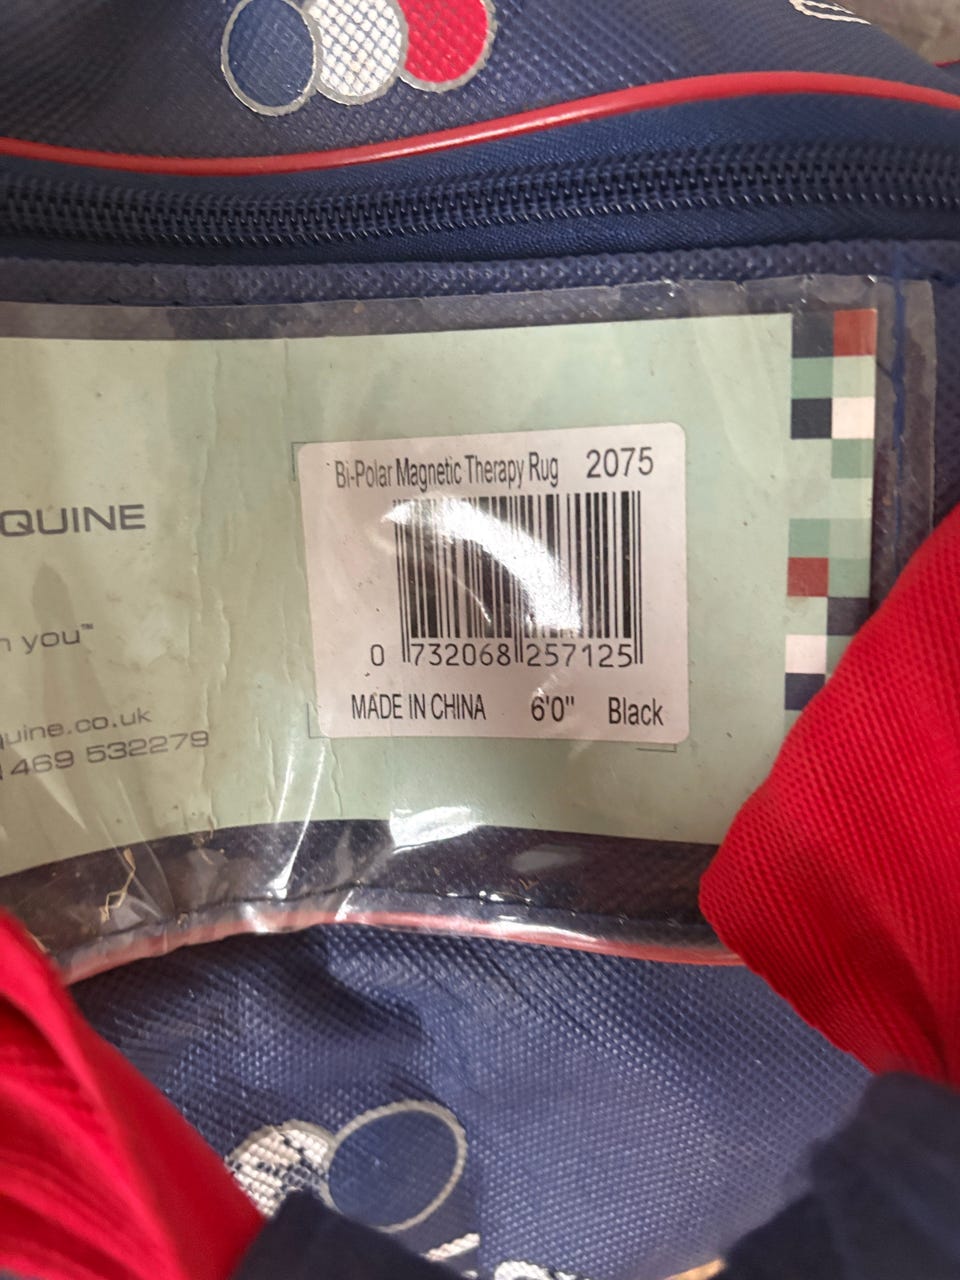 QUINE
you™
uine.co.uk
469 532279
Bi-Polar Magnetic Therapy Rug 2075
0 732068 257125
MADE IN CHINA 6'0" Black